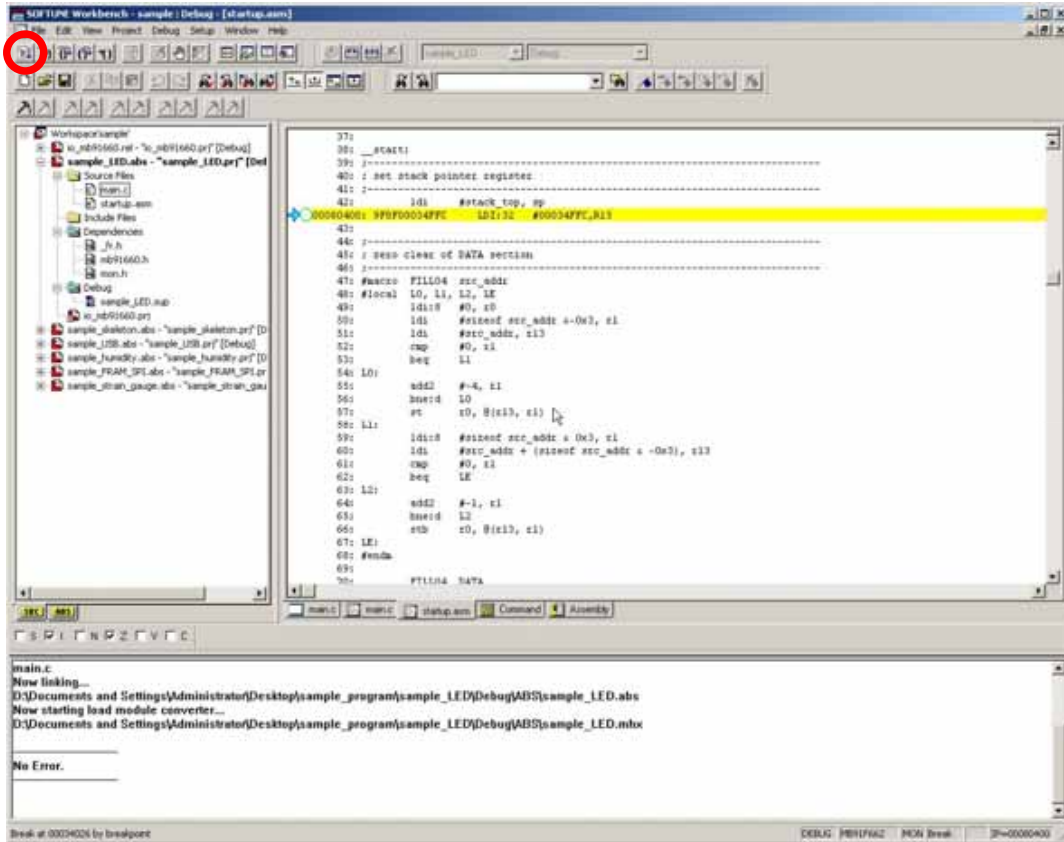 SOFTUNE Workbench - sample : Debug - [startup.asm]
File Edit View Project Debug Setup Window Help
sample_LED Debug
Workspace'sample'
io_mb91660.rel - "io_mb91660.prj" [Debug]
sample_LED.abs - "sample_LED.prj" [Deb
Source Files
main.c
startup.asm
Include Files
Dependencies
_fr.h
mb91660.h
mon.h
Debug
sample_LED.sup
io_mb91660.prj
sample_skeleton.abs - "sample_skeleton.prj" [D
sample_USB.abs - "sample_USB.prj" [Debug]
sample_humidity.abs - "sample_humidity.prj" [D
sample_FRAM_SPI.abs - "sample_FRAM_SPI.pr
sample_strain_gauge.abs - "sample_strain_gau
SRC ABS
37:
38: __start:
39: ;----------------------------------------------------------
40: ; set stack pointer register
41: ;----------------------------------------------------------
42: ldi #stack_top, sp
00080400: 9F8F00034FFC LDI:32 #00034FFC,R15
43:
44: ;----------------------------------------------------------
45: ; zero clear of DATA section
46: ;----------------------------------------------------------
47: #macro FILL04 src_addr
48: #local L0, L1, L2, LE
49: ldi:8 #0, r0
50: ldi #sizeof src_addr &~0x3, r1
51: ldi #src_addr, r13
52: cmp #0, r1
53: beq L1
54: L0:
55: add2 #-4, r1
56: bne:d L0
57: st r0, @(r13, r1)
58: L1:
59: ldi:8 #sizeof src_addr & 0x3, r1
60: ldi #src_addr + (sizeof src_addr & ~0x3), r13
61: cmp #0, r1
62: beq LE
63: L2:
64: add2 #-1, r1
65: bne:d L2
66: stb r0, @(r13, r1)
67: LE:
68: #endm
69:
70: FILL04 DATA
main.c main.c startup.asm Command Assembly
S I N Z V C
main.c
Now linking...
D:\Documents and Settings\Administrator\Desktop\sample_program\sample_LED\Debug\ABS\sample_LED.abs
Now starting load module converter...
D:\Documents and Settings\Administrator\Desktop\sample_program\sample_LED\Debug\ABS\sample_LED.mhx
No Error.
Break at 00034026 by breakpoint
DEBUG MB91F662 MON Break IP=00080400